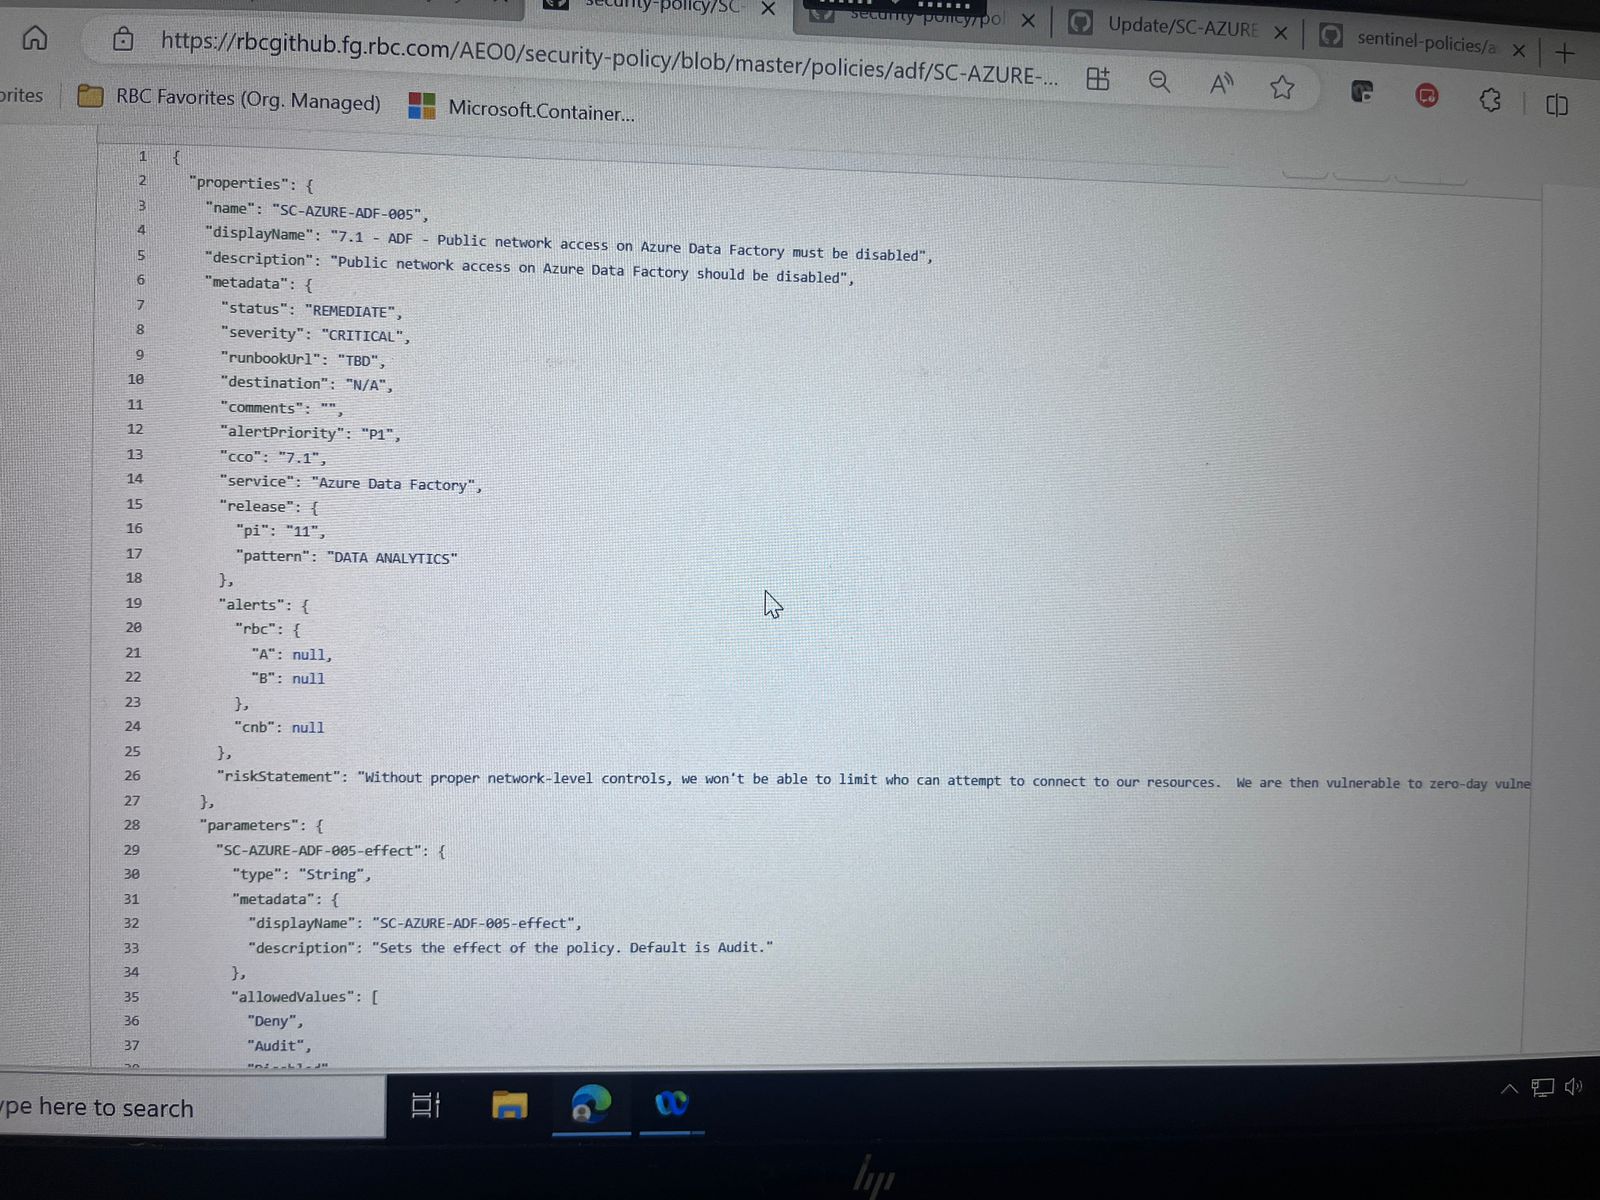 security-policy/SC-
security-policy/pol
Update/SC-AZURE
sentinel-policies/a
https://rbcgithub.fg.rbc.com/AEO0/security-policy/blob/master/policies/adf/SC-AZURE-...
orites
RBC Favorites (Org. Managed)
Microsoft.Container...
1 {
2 "properties": {
3 "name": "SC-AZURE-ADF-005",
4 "displayName": "7.1 - ADF - Public network access on Azure Data Factory must be disabled",
5 "description": "Public network access on Azure Data Factory should be disabled",
6 "metadata": {
7 "status": "REMEDIATE",
8 "severity": "CRITICAL",
9 "runbookUrl": "TBD",
10 "destination": "N/A",
11 "comments": "",
12 "alertPriority": "P1",
13 "cco": "7.1",
14 "service": "Azure Data Factory",
15 "release": {
16 "pi": "11",
17 "pattern": "DATA ANALYTICS"
18 },
19 "alerts": {
20 "rbc": {
21 "A": null,
22 "B": null
23 },
24 "cnb": null
25 },
26 "riskStatement": "Without proper network-level controls, we won't be able to limit who can attempt to connect to our resources.  We are then vulnerable to zero-day vulne
27 },
28 "parameters": {
29 "SC-AZURE-ADF-005-effect": {
30 "type": "String",
31 "metadata": {
32 "displayName": "SC-AZURE-ADF-005-effect",
33 "description": "Sets the effect of the policy. Default is Audit."
34 },
35 "allowedValues": [
36 "Deny",
37 "Audit",
ype here to search
hp